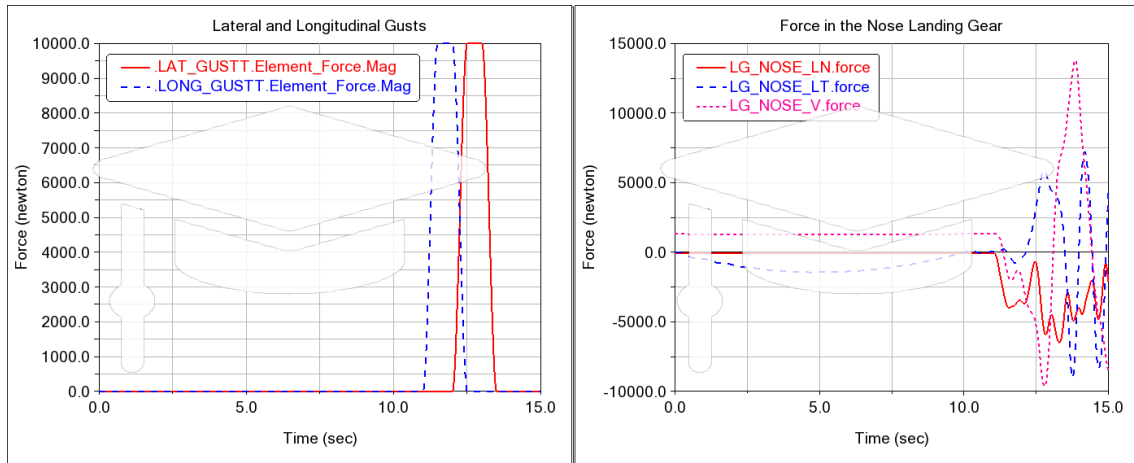 Lateral and Longitudinal Gusts
10000.0
9000.0
8000.0
7000.0
6000.0
5000.0
4000.0
3000.0
2000.0
1000.0
0.0
Force (newton)
.LAT_GUSTT.Element_Force.Mag
.LONG_GUSTT.Element_Force.Mag
0.0 5.0 10.0 15.0
Time (sec)
Force in the Nose Landing Gear
15000.0
10000.0
5000.0
0.0
-5000.0
-10000.0
Force (newton)
LG_NOSE_LN.force
LG_NOSE_LT.force
LG_NOSE_V.force
0.0 5.0 10.0 15.0
Time (sec)